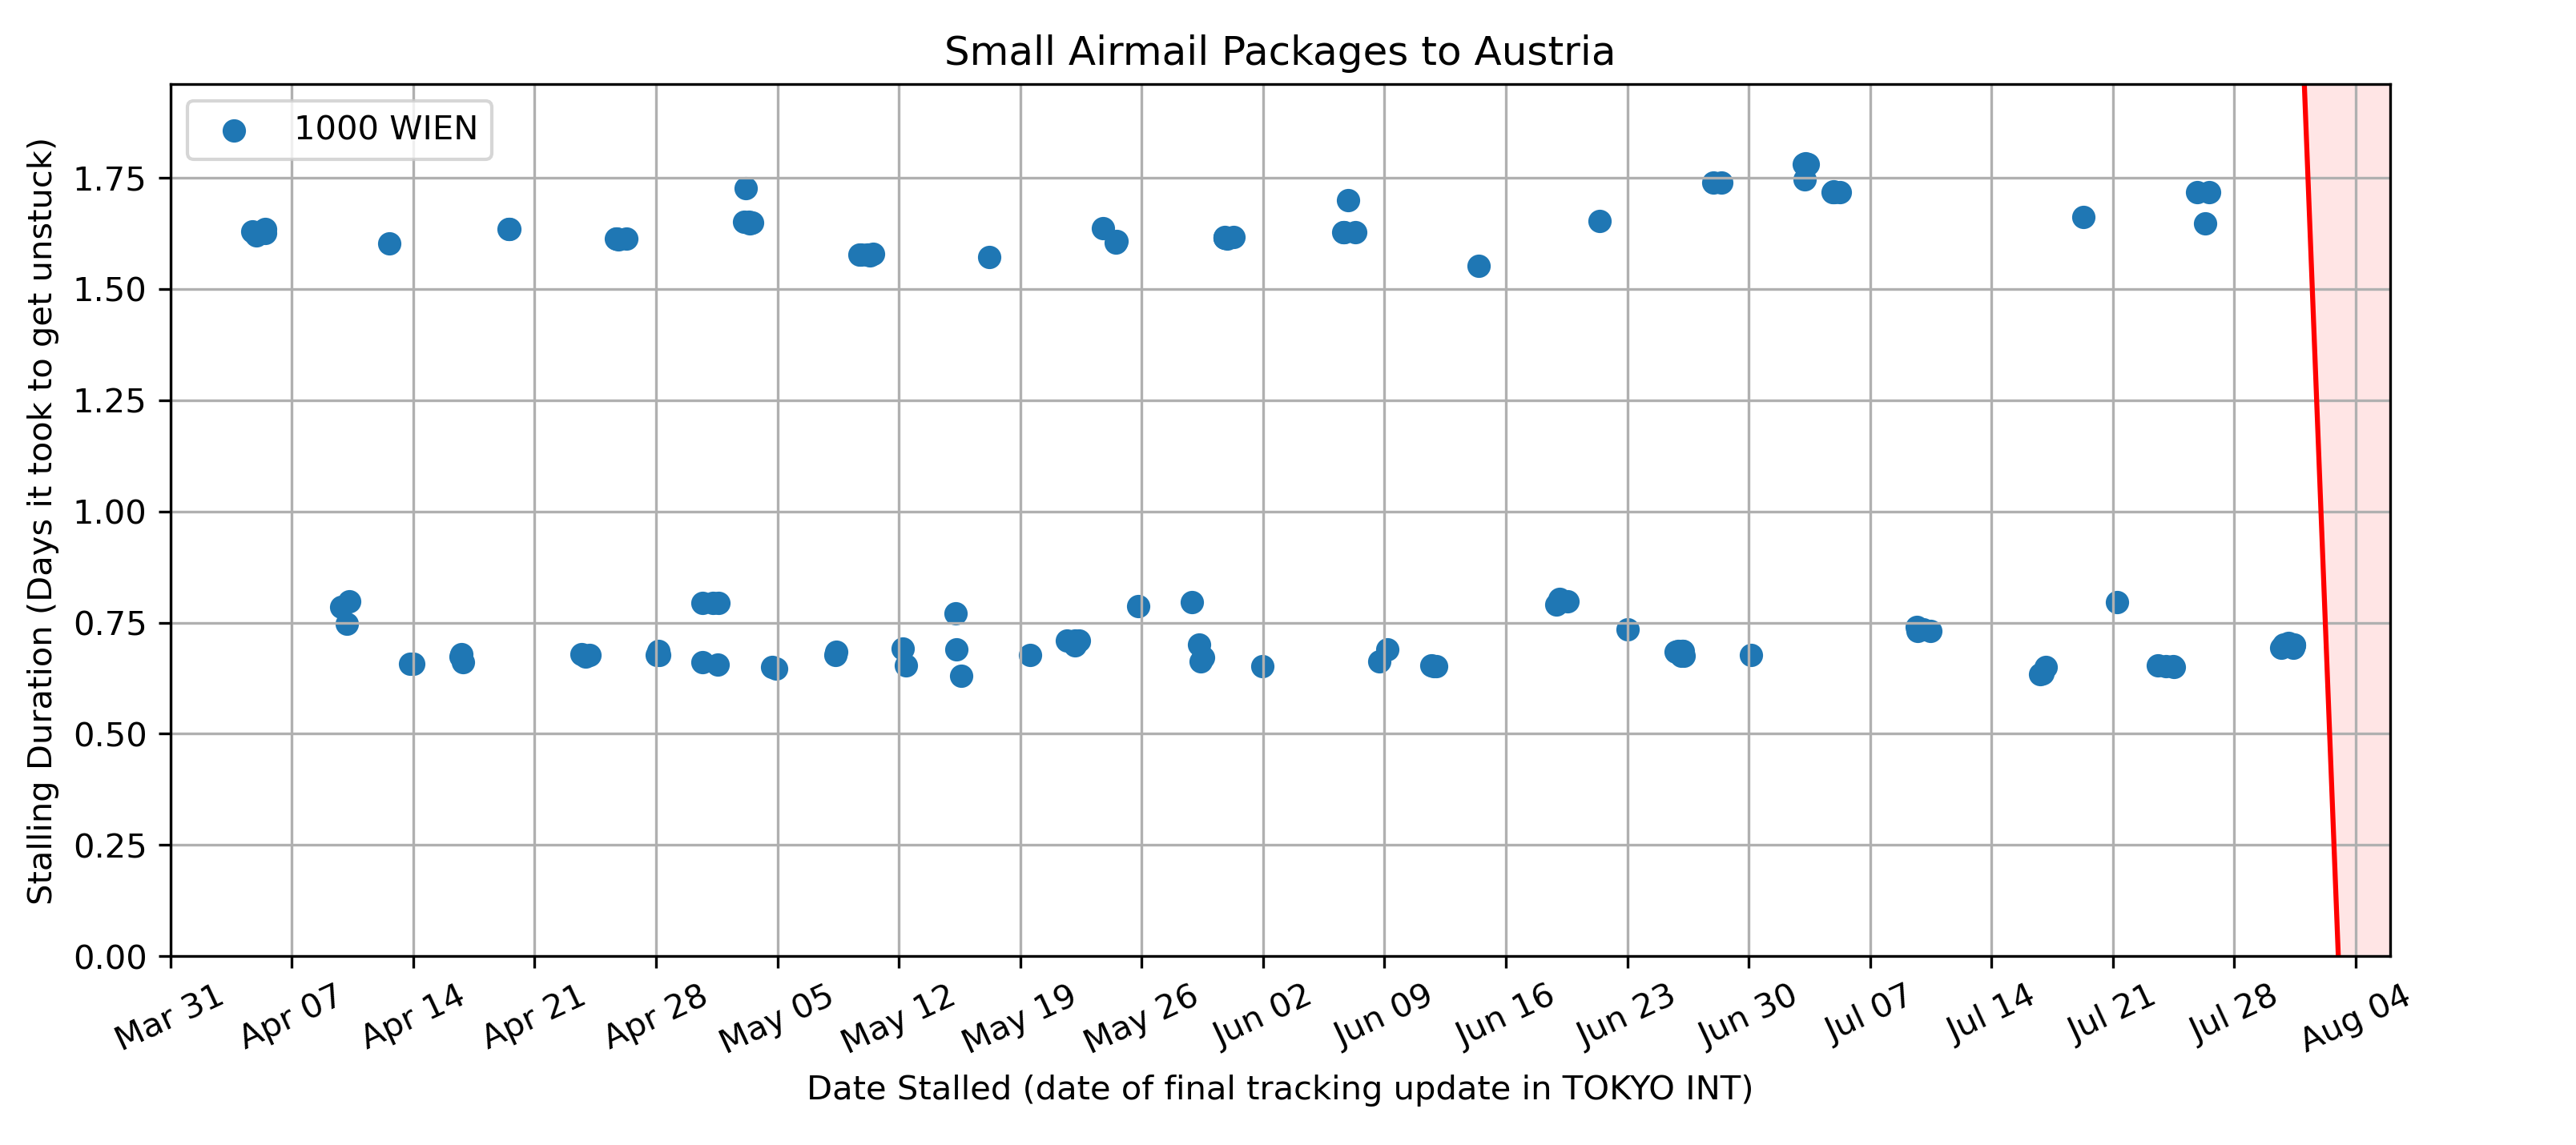 Small Airmail Packages to Austria
1000 WIEN
Stalling Duration (Days it took to get unstuck)
1.75
1.50
1.25
1.00
0.75
0.50
0.25
0.00
Mar 31 Apr 07 Apr 14 Apr 21 Apr 28 May 05 May 12 May 19 May 26 Jun 02 Jun 09 Jun 16 Jun 23 Jun 30 Jul 07 Jul 14 Jul 21 Jul 28 Aug 04
Date Stalled (date of final tracking update in TOKYO INT)